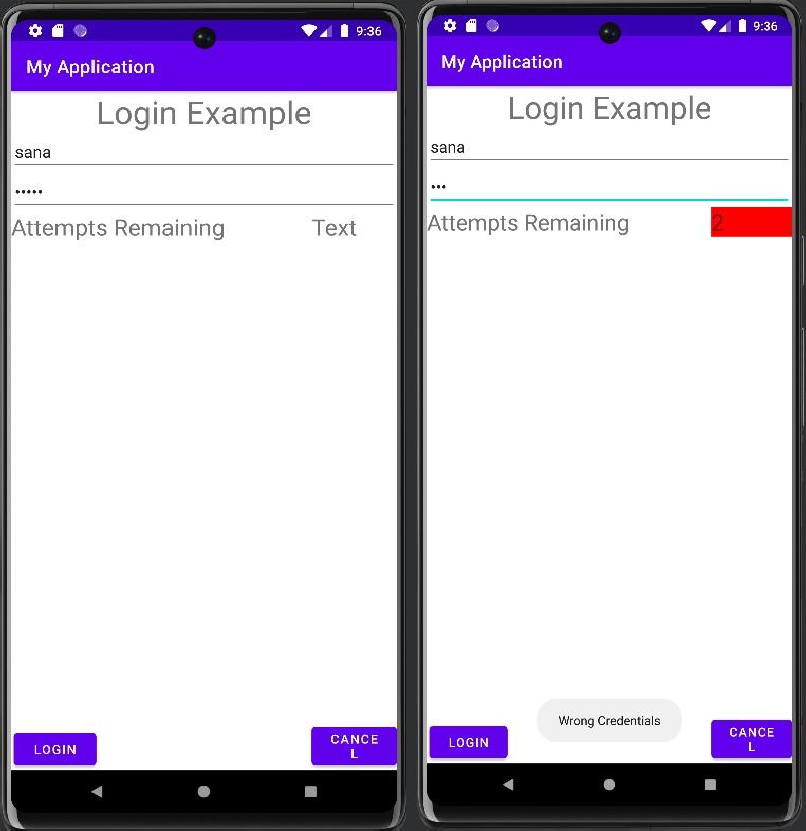 9:36
My Application
Login Example
sana
•••••
Attempts Remaining Text
LOGIN
CANCE
L
9:36
My Application
Login Example
sana
•••
Attempts Remaining 2
Wrong Credentials
LOGIN
CANCE
L